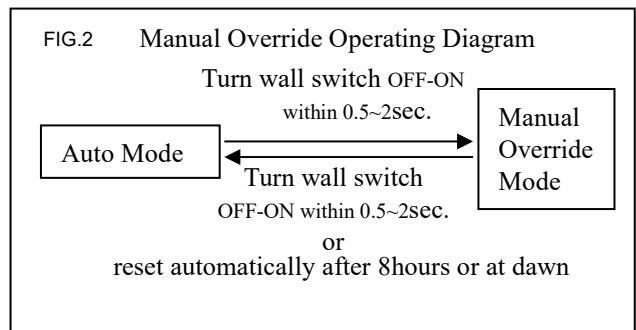 FIG.2 Manual Override Operating Diagram
Turn wall switch OFF-ON
within 0.5~2sec.
Auto Mode
Manual
Override
Mode
Turn wall switch
OFF-ON within 0.5~2sec.
or
reset automatically after 8hours or at dawn